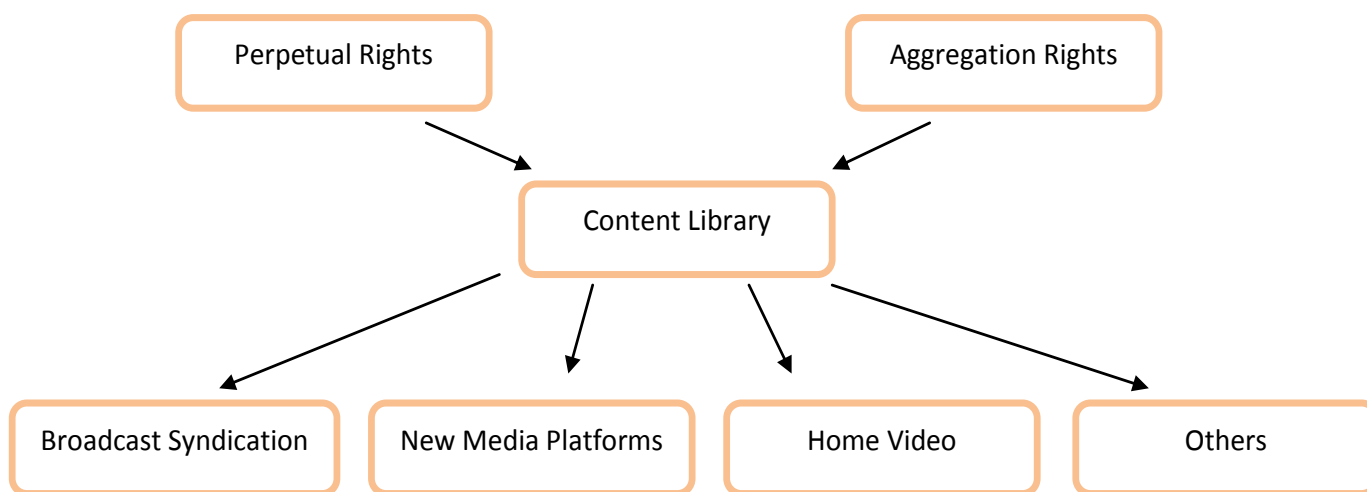 Perpetual Rights
Aggregation Rights
Content Library
Broadcast Syndication
New Media Platforms
Home Video
Others